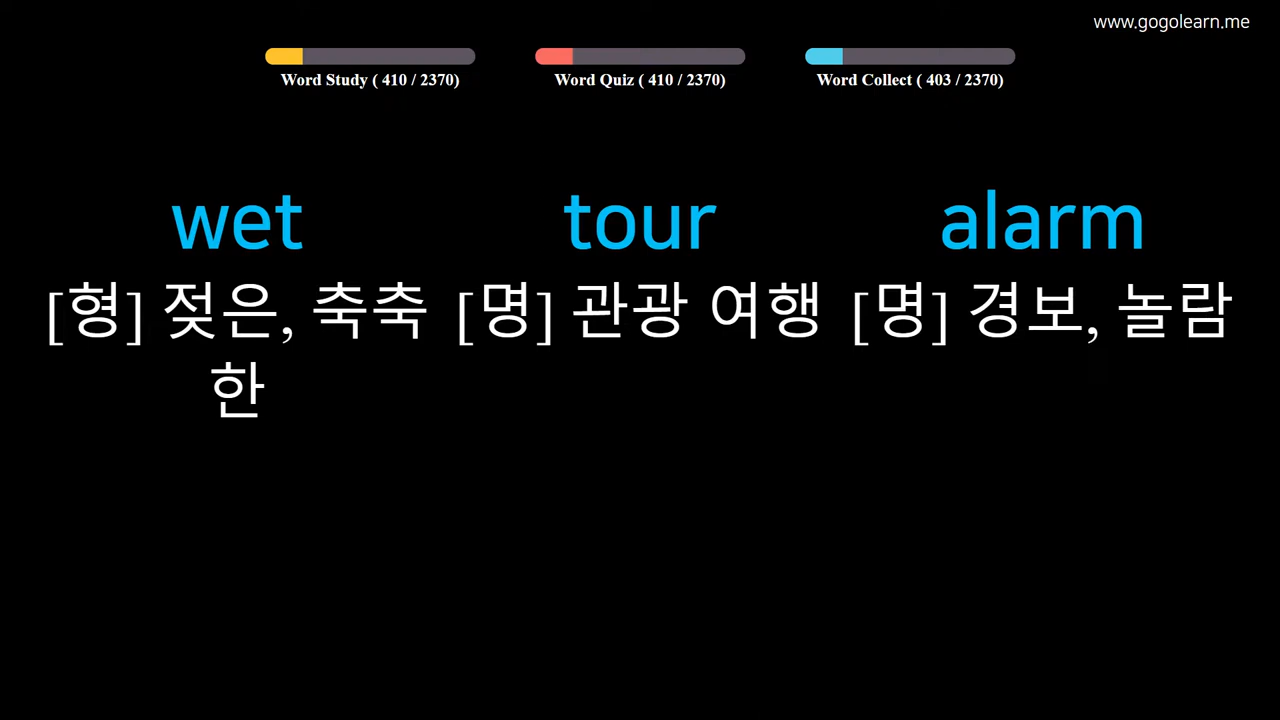 www.gogolearn.me
Word Study ( 410 / 2370)
Word Quiz ( 410 / 2370)
Word Collect ( 403 / 2370)
wet
[형] 젖은, 축축
한
tour
[명] 관광 여행
alarm
[명] 경보, 놀람